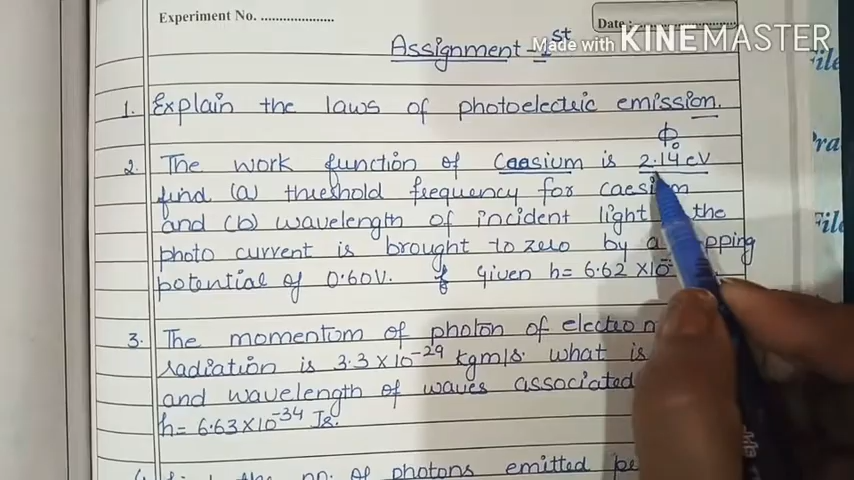 Experiment No. ....................
Date :
Made with KINEMASTER
Assignment - 1st
File
1. Explain the laws of photoelectric emission.
ɸ₀
2. The work function of Caesium is 2.14 eV
find (a) threshold frequency for caesium
and (b) wavelength of incident light the
photo current is brought to zero by a
potential of 0.60V. Given h = 6.62 × 10
3. The momentum of photon of
radiation is 3.3 × 10⁻²⁹ kgm/s. what is
and wavelength of waves associated
h = 6.63 × 10⁻³⁴ Js.
no. of photons emitted